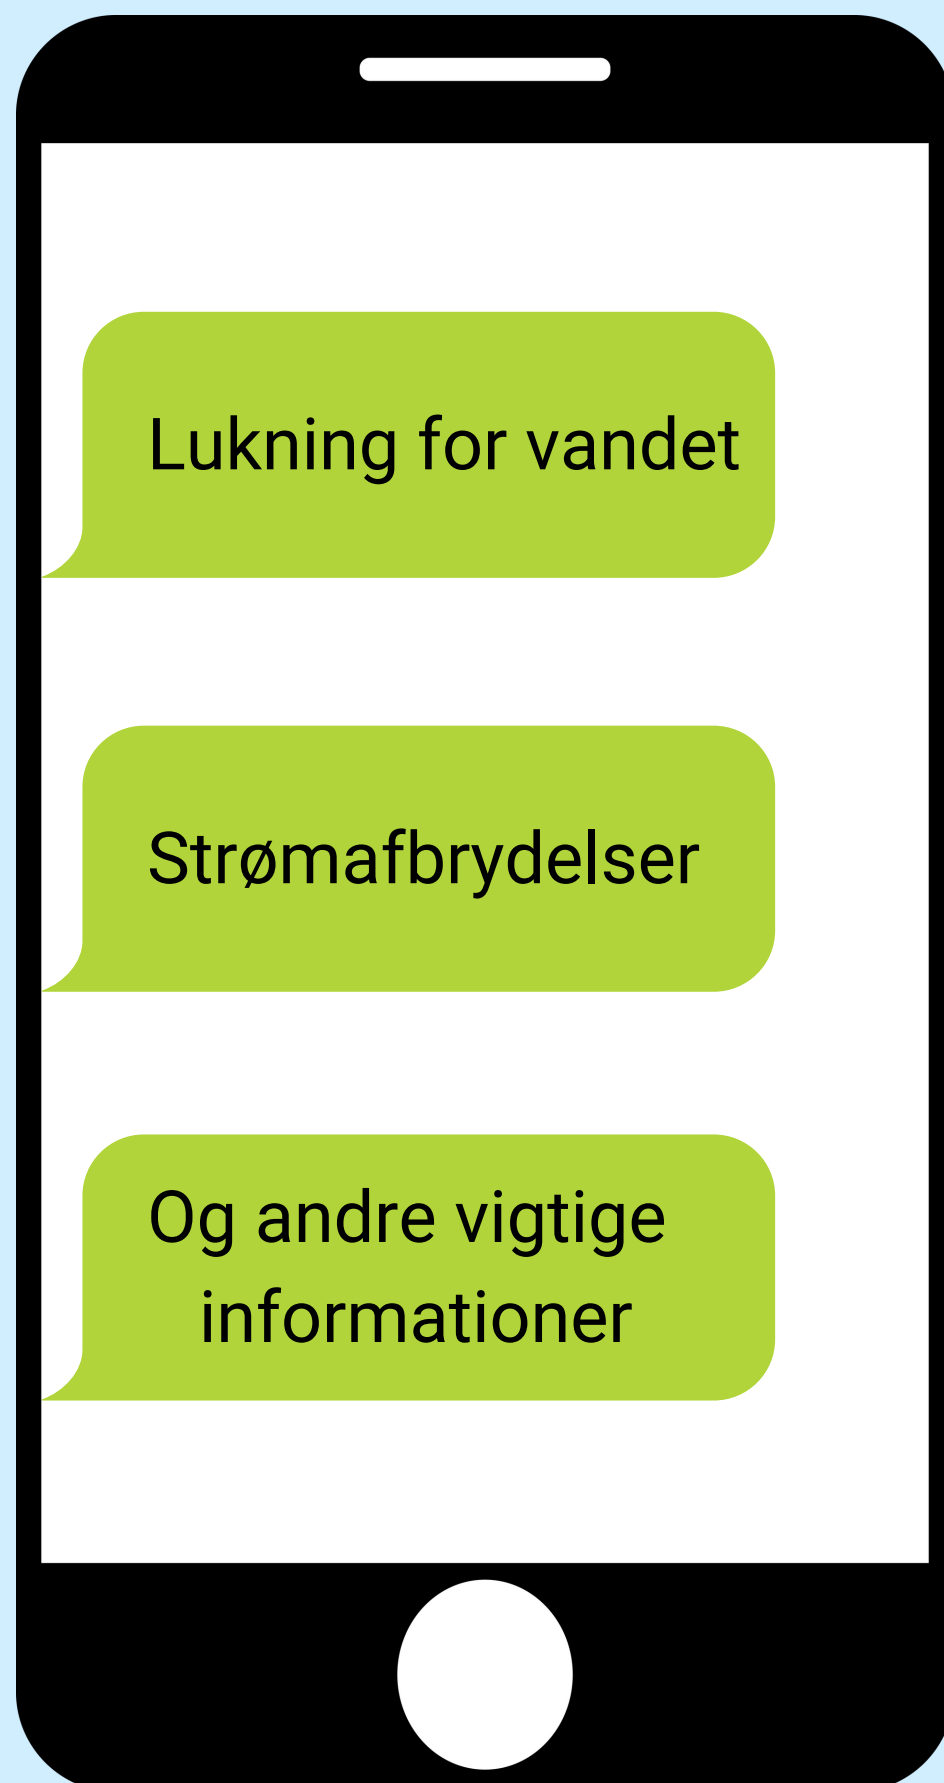 Lukning for vandet
Strømafbrydelser
Og andre vigtige
informationer